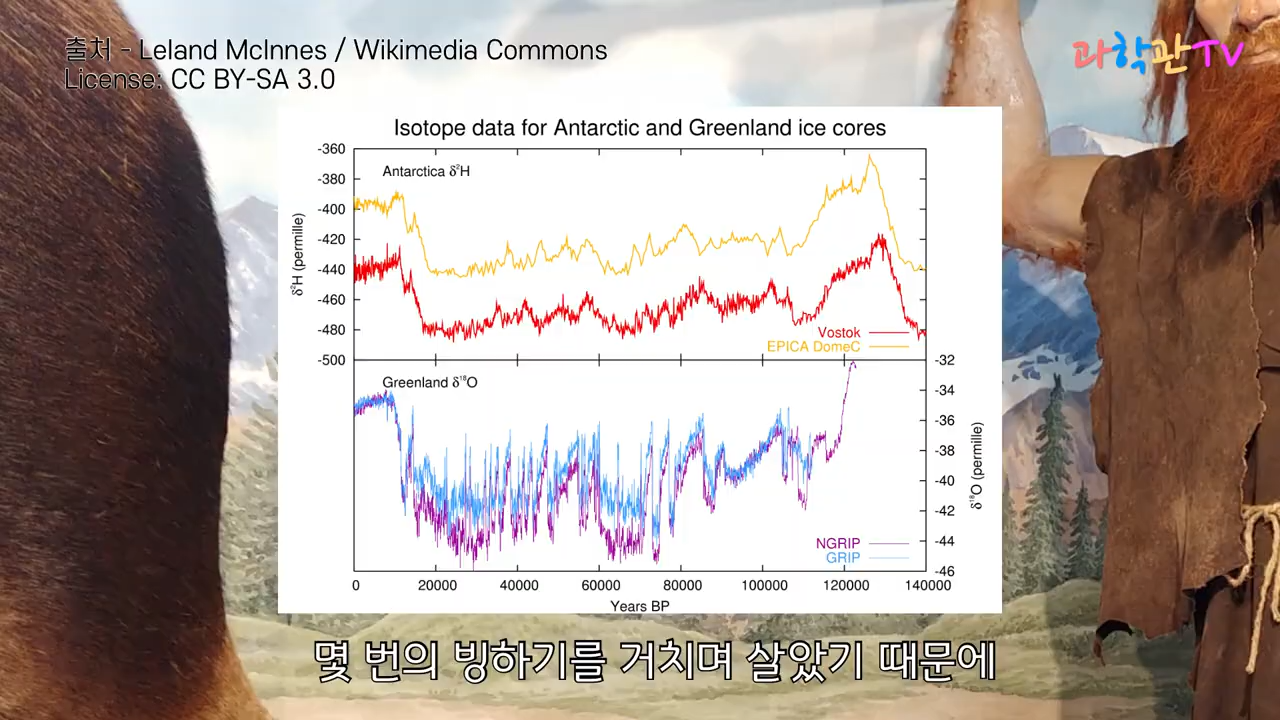 출처 - Leland McInnes / Wikimedia Commons
License: CC BY-SA 3.0
과학관TV
Isotope data for Antarctic and Greenland ice cores
-360
-380
-400
-420
-440
-460
-480
-500
δ²H (permille)
Antarctica δ²H
Vostok
EPICA DomeC
Greenland δ¹⁸O
-32
-34
-36
-38
-40
-42
-44
-46
δ¹⁸O (permille)
NGRIP
GRIP
0 20000 40000 60000 80000 100000 120000 140000
Years BP
몇 번의 빙하기를 거치며 살았기 때문에